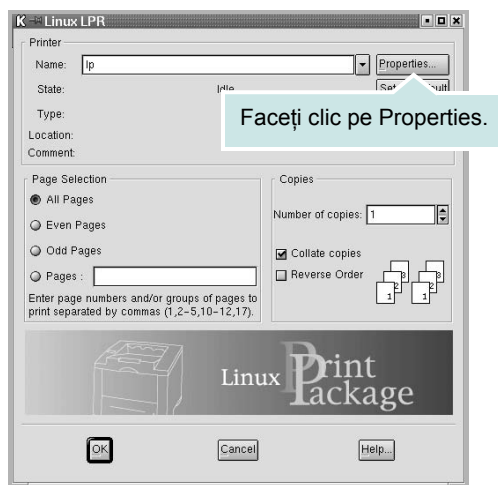 Linux LPR
Printer
Name: lp
Properties...
State: Idle
Type:
Faceți clic pe Properties.
Location:
Comment:
Page Selection
All Pages
Even Pages
Odd Pages
Pages :
Enter page numbers and/or groups of pages to
print separated by commas (1,2-5,10-12,17).
Copies
Number of copies: 1
Collate copies
Reverse Order
Linux Print
Package
OK
Cancel
Help...